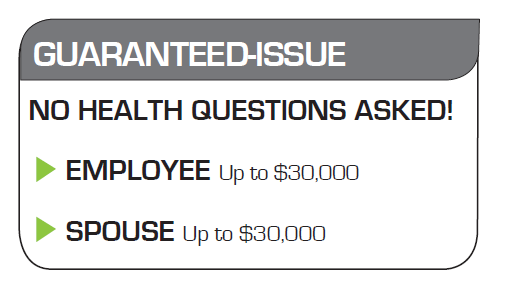 GUARANTEED-ISSUE
NO HEALTH QUESTIONS ASKED!
EMPLOYEE Up to $30,000
SPOUSE Up to $30,000